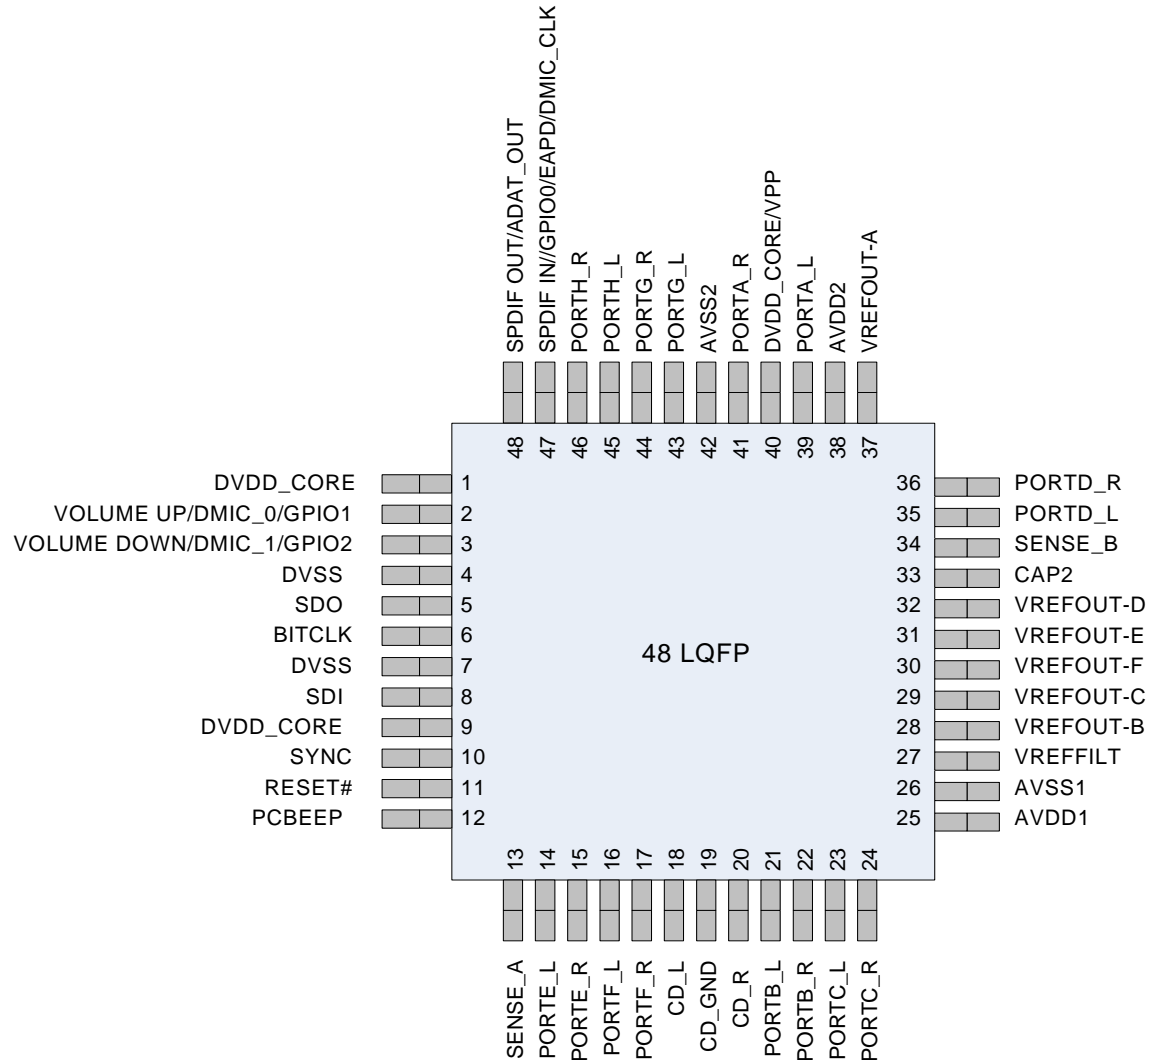 SPDIF OUT/ADAT_OUT
SPDIF IN//GPIO0/EAPD/DMIC_CLK
PORTH_R
PORTH_L
PORTG_R
PORTG_L
AVSS2
PORTA_R
DVDD_CORE/VPP
PORTA_L
AVDD2
VREFOUT-A
48
47
46
45
44
43
42
41
40
39
38
37
DVDD_CORE 1
VOLUME UP/DMIC_0/GPIO1 2
VOLUME DOWN/DMIC_1/GPIO2 3
DVSS 4
SDO 5
BITCLK 6
DVSS 7
SDI 8
DVDD_CORE 9
SYNC 10
RESET# 11
PCBEEP 12
48 LQFP
36 PORTD_R
35 PORTD_L
34 SENSE_B
33 CAP2
32 VREFOUT-D
31 VREFOUT-E
30 VREFOUT-F
29 VREFOUT-C
28 VREFOUT-B
27 VREFFILT
26 AVSS1
25 AVDD1
13
14
15
16
17
18
19
20
21
22
23
24
SENSE_A
PORTE_L
PORTE_R
PORTF_L
PORTF_R
CD_L
CD_GND
CD_R
PORTB_L
PORTB_R
PORTC_L
PORTC_R